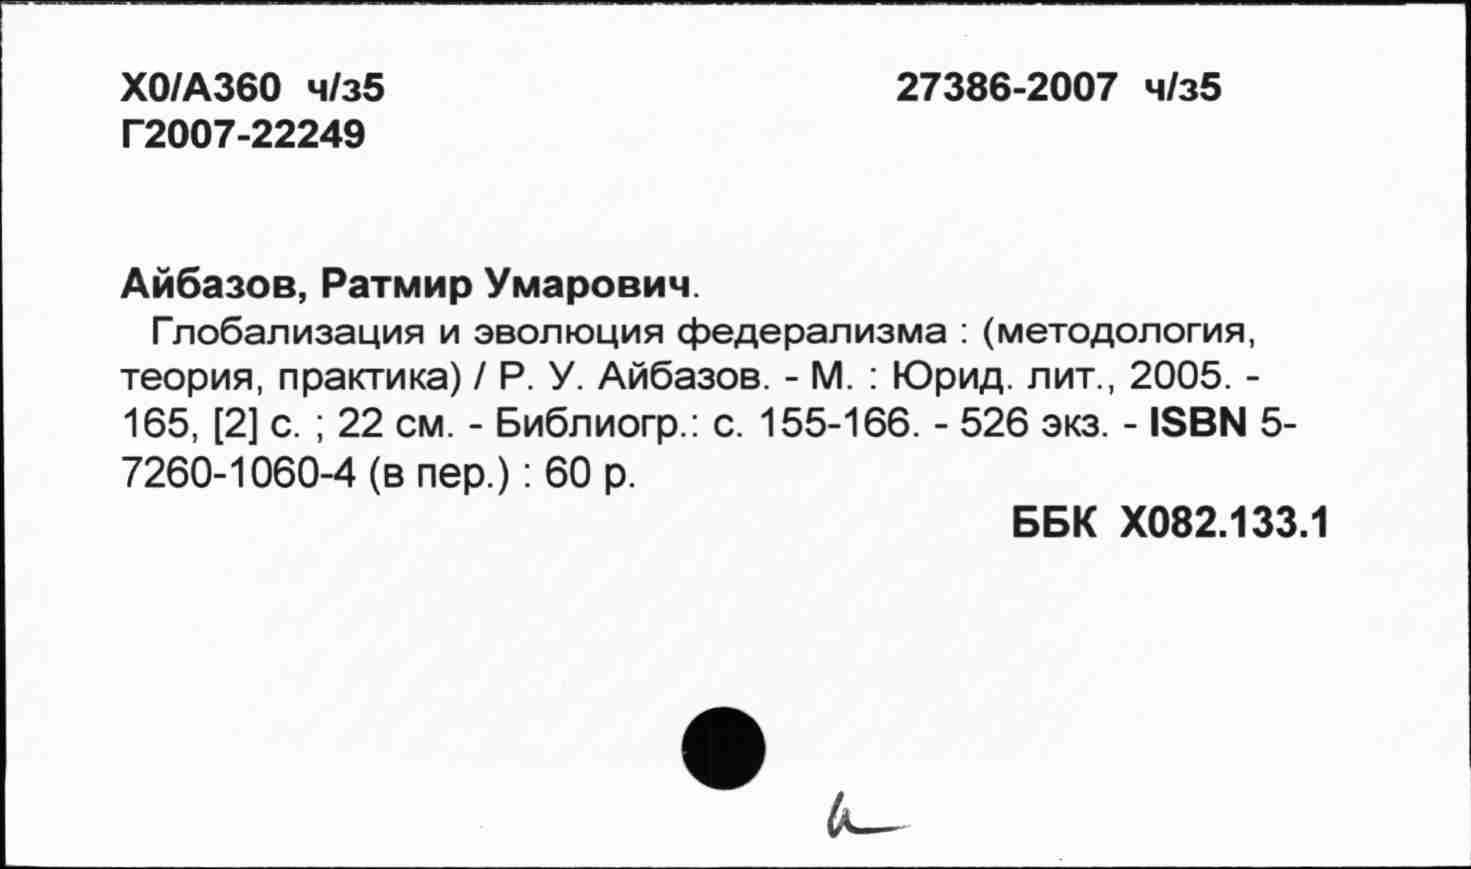 Х0/А360 ч/з5 27386-2007 ч/з5
Г2007-22249
Айбазов, Ратмир Умарович.
Глобализация и эволюция федерализма : (методология,
теория, практика) / Р. У. Айбазов. - М. : Юрид. лит., 2005. -
165, [2] с. ; 22 см. - Библиогр.: с. 155-166. - 526 экз. - ISBN 5-
7260-1060-4 (в пер.) : 60 р.
ББК Х082.133.1